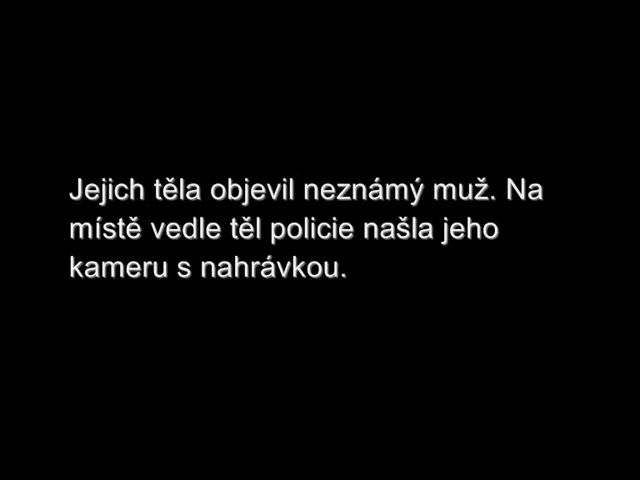 Jejich těla objevil neznámý muž. Na
místě vedle těl policie našla jeho
kameru s nahrávkou.